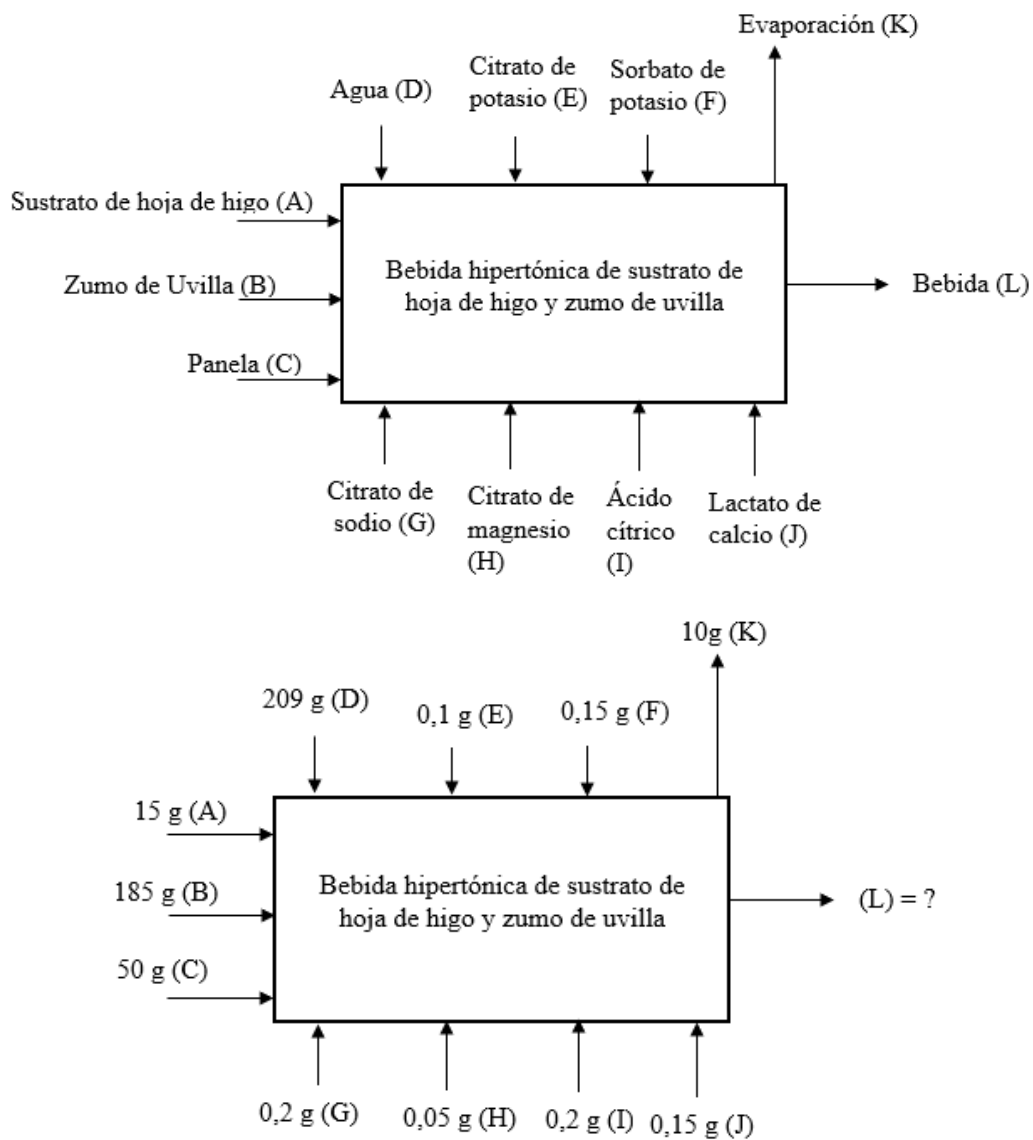 Evaporación (K)
Agua (D)
Citrato de
potasio (E)
Sorbato de
potasio (F)
Sustrato de hoja de higo (A)
Zumo de Uvilla (B)
Panela (C)
Bebida hipertónica de sustrato de
hoja de higo y zumo de uvilla
Bebida (L)
Citrato de
sodio (G)
Citrato de
magnesio
(H)
Ácido
cítrico
(I)
Lactato de
calcio (J)
10g (K)
209 g (D)
0,1 g (E)
0,15 g (F)
15 g (A)
185 g (B)
50 g (C)
Bebida hipertónica de sustrato de
hoja de higo y zumo de uvilla
(L) = ?
0,2 g (G)
0,05 g (H)
0,2 g (I)
0,15 g (J)